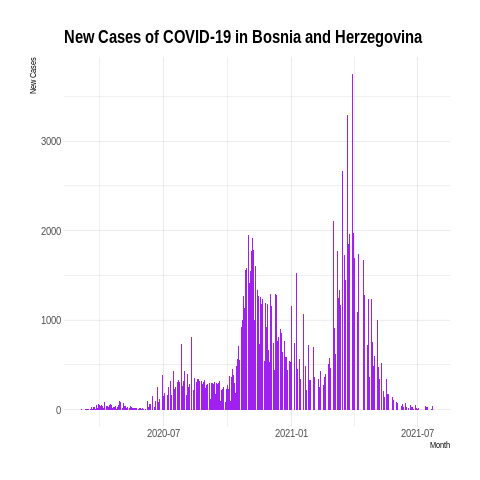 New Cases of COVID-19 in Bosnia and Herzegovina
New Cases
3000
2000
1000
0
2020-07
2021-01
2021-07
Month